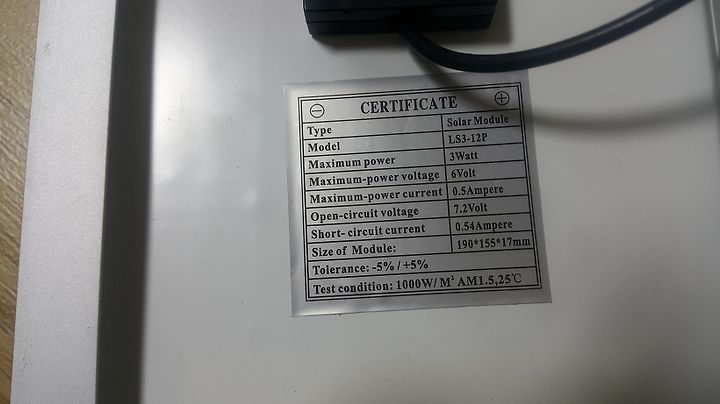 ⊖ CERTIFICATE ⊕
Type Solar Module
Model LS3-12P
Maximum power 3Watt
Maximum-power voltage 6Volt
Maximum-power current 0.5Ampere
Open-circuit voltage 7.2Volt
Short- circuit current 0.54Ampere
Size of Module: 190*155*17mm
Tolerance: -5% / +5%
Test condition: 1000W/ M² AM1.5,25℃